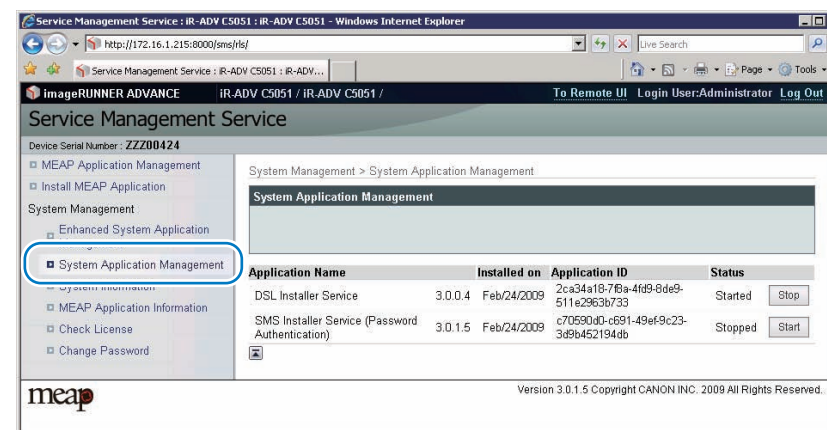 Service Management Service : iR-ADV C5051 : iR-ADV C5051 - Windows Internet Explorer
http://172.16.1.215:8000/sms/rls/
Live Search
Service Management Service : iR-ADV C5051 : iR-ADV...
Page
Tools
imageRUNNER ADVANCE iR-ADV C5051 / iR-ADV C5051 /
To Remote UI Login User:Administrator Log Out
Service Management Service
Device Serial Number : ZZZ00424
MEAP Application Management
Install MEAP Application
System Management
Enhanced System Application
System Application Management
System Information
MEAP Application Information
Check License
Change Password
System Management > System Application Management
System Application Management
Application Name Installed on Application ID Status
DSL Installer Service 3.0.0.4 Feb/24/2009 2ca34a18-7f8a-4fd9-8de9-511e2963b733 Started Stop
SMS Installer Service (Password Authentication) 3.0.1.5 Feb/24/2009 c70590d0-c691-49ef-9c23-3d9b452194db Stopped Start
meap
Version 3.0.1.5 Copyright CANON INC. 2009 All Rights Reserved.